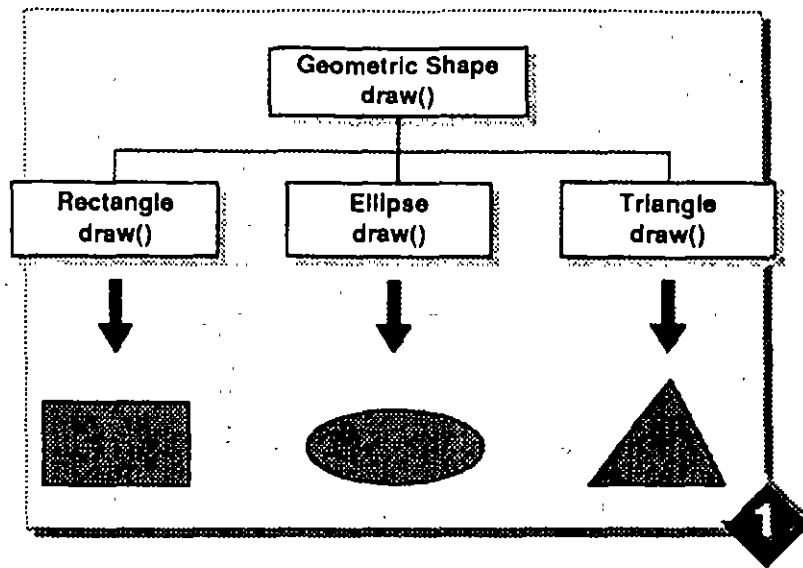 Geometric Shape
draw()
Rectangle
draw()
Ellipse
draw()
Triangle
draw()
1